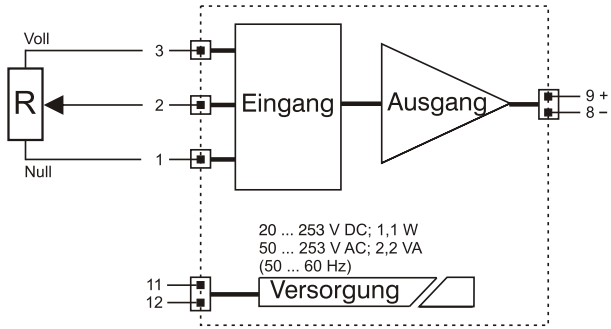 Voll
3
R
2
Eingang
Ausgang
9 +
8 –
1
Null
20 ... 253 V DC; 1,1 W
50 ... 253 V AC; 2,2 VA
(50 ... 60 Hz)
11
12
Versorgung